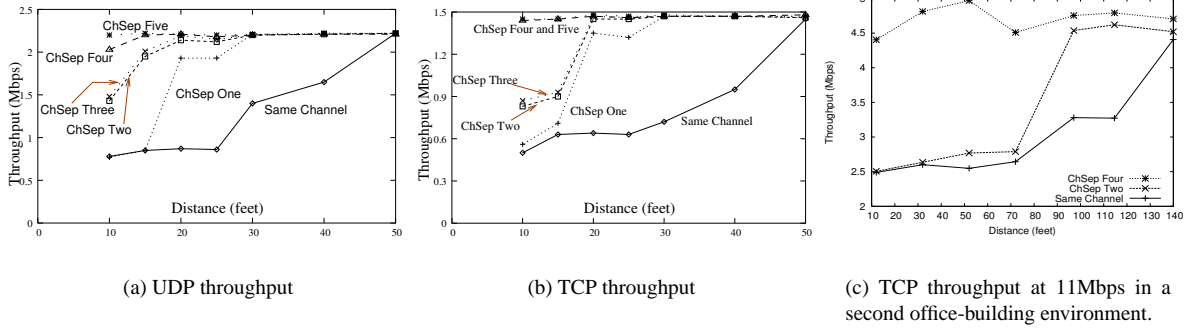 2.5
2
1.5
1
0.5
0
Throughput (Mbps)
ChSep Five
ChSep Four
ChSep Three
ChSep Two
ChSep One
Same Channel
Distance (feet)
0 10 20 30 40 50
(a) UDP throughput
1.5
1.2
0.9
0.6
0.3
0
Throughput (Mbps)
ChSep Four and Five
ChSep Three
ChSep Two
ChSep One
Same Channel
Distance (feet)
0 10 20 30 40 50
(b) TCP throughput
4.5
4
3.5
3
2.5
2
Throughput (Mbps)
ChSep Four
ChSep Two
Same Channel
10 20 30 40 50 60 70 80 90 100 110 120 130 140
Distance (feet)
(c) TCP throughput at 11Mbps in a
second office-building environment.